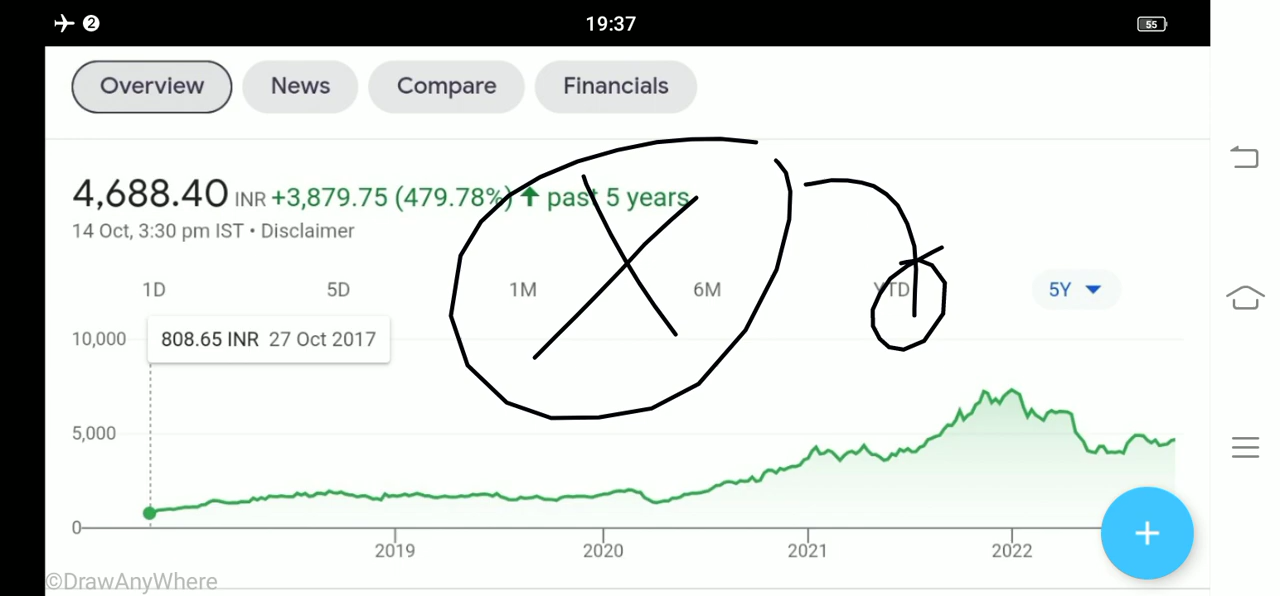 2 19:37 55
Overview News Compare Financials
4,688.40 INR +3,879.75 (479.78%) past 5 years
14 Oct, 3:30 pm IST • Disclaimer
1D 5D 1M 6M YTD 5Y
10,000 808.65 INR 27 Oct 2017
5,000
0
2019 2020 2021 2022
©DrawAnyWhere